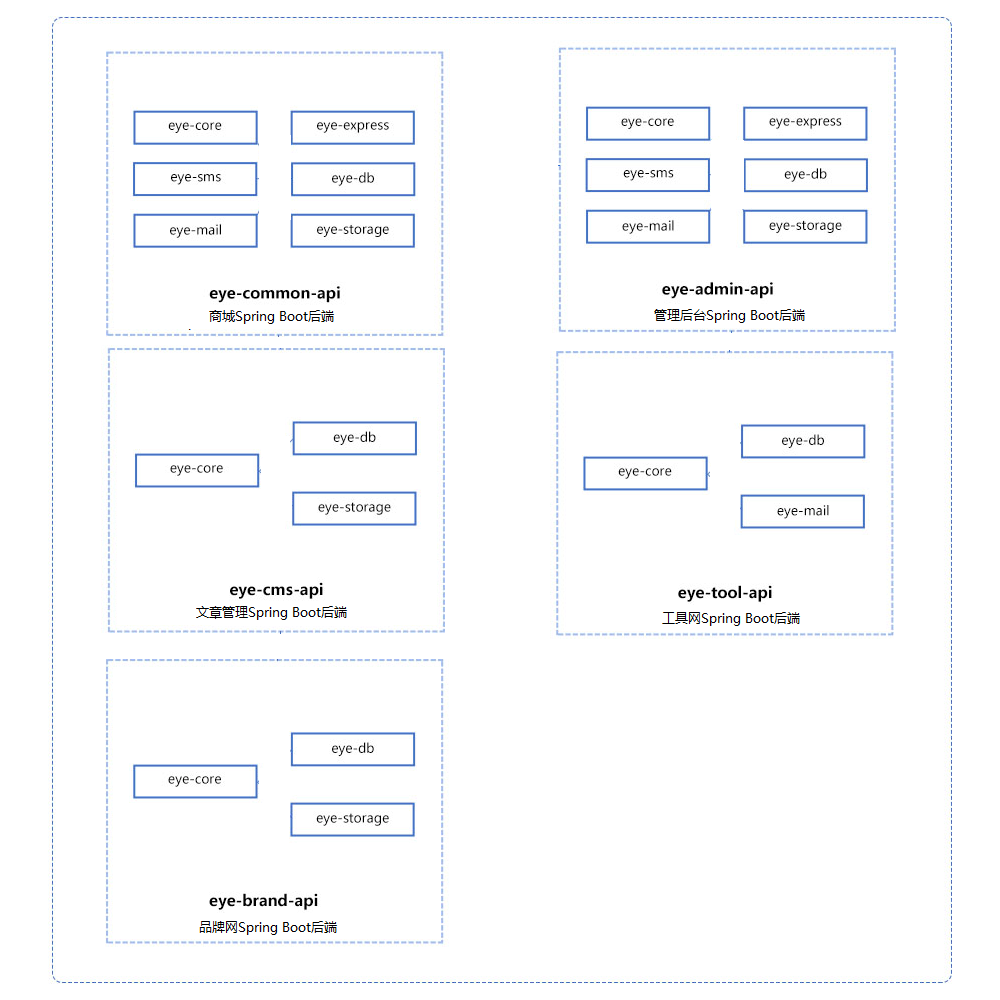 eye-core
eye-express
eye-sms
eye-db
eye-mail
eye-storage
eye-common-api
商城Spring Boot后端
eye-core
eye-express
eye-sms
eye-db
eye-mail
eye-storage
eye-admin-api
管理后台Spring Boot后端
eye-db
eye-core
eye-storage
eye-cms-api
文章管理Spring Boot后端
eye-db
eye-core
eye-mail
eye-tool-api
工具网Spring Boot后端
eye-db
eye-core
eye-storage
eye-brand-api
品牌网Spring Boot后端